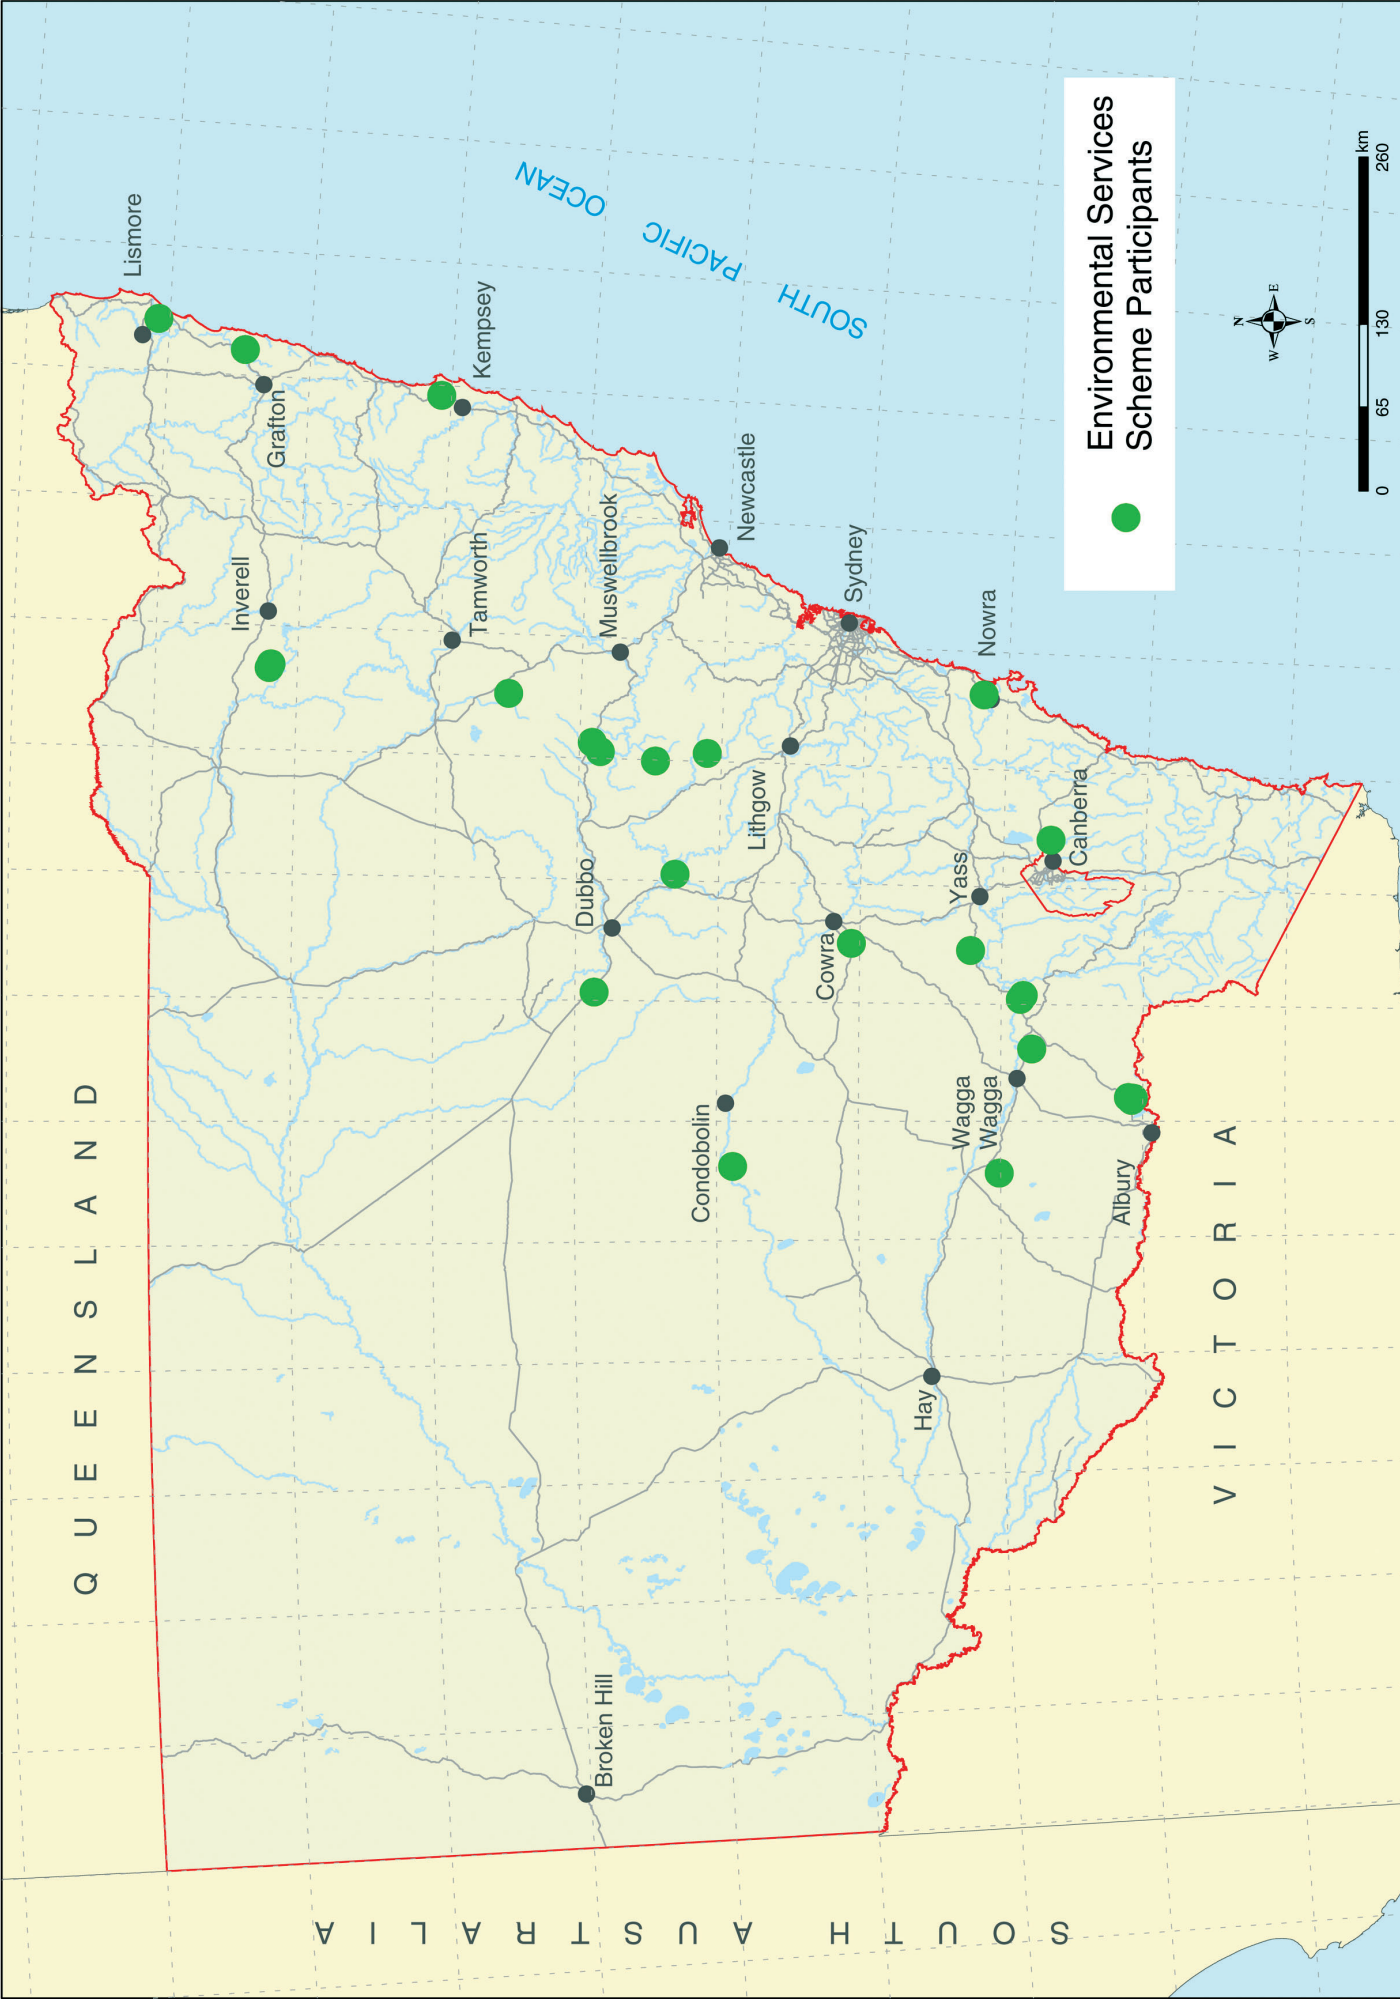 QUEENSLAND
SOUTH AUSTRALIA
VICTORIA
SOUTH PACIFIC OCEAN
Lismore
Grafton
Kempsey
Inverell
Tamworth
Muswellbrook
Newcastle
Sydney
Nowra
Lithgow
Dubbo
Canberra
Yass
Cowra
Condobolin
Wagga
Wagga
Albury
Hay
Broken Hill
Environmental Services
Scheme Participants
N
W E
S
km
0 65 130 260